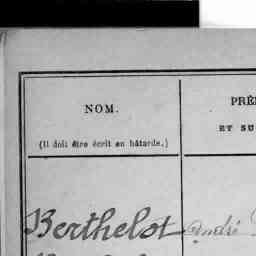 NOM.
PRÉ
ET SU
(Il doit être écrit en bâtarde.)
Berthelot André